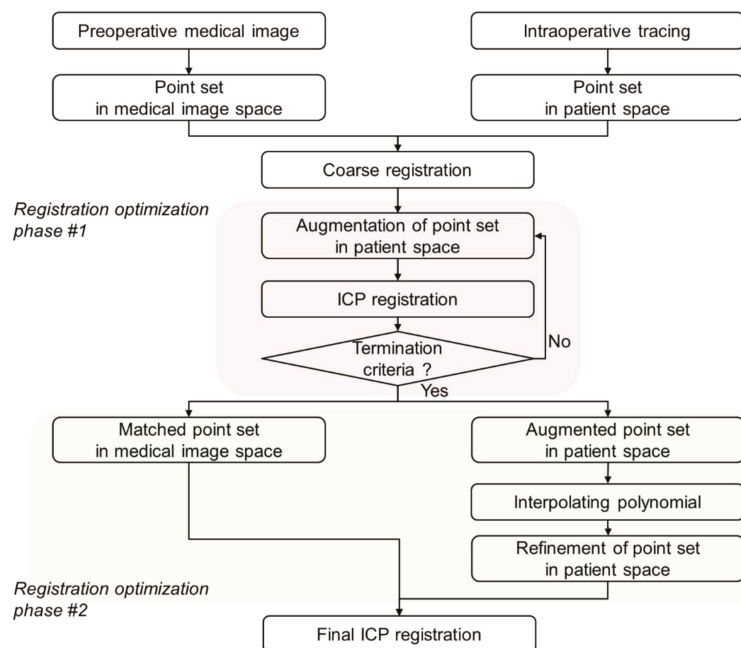 Preoperative medical image
Intraoperative tracing
Point set
in medical image space
Point set
in patient space
Coarse registration
Registration optimization
phase #1
Augmentation of point set
in patient space
ICP registration
Termination
criteria ?
No
Yes
Matched point set
in medical image space
Augmented point set
in patient space
Interpolating polynomial
Refinement of point set
in patient space
Registration optimization
phase #2
Final ICP registration